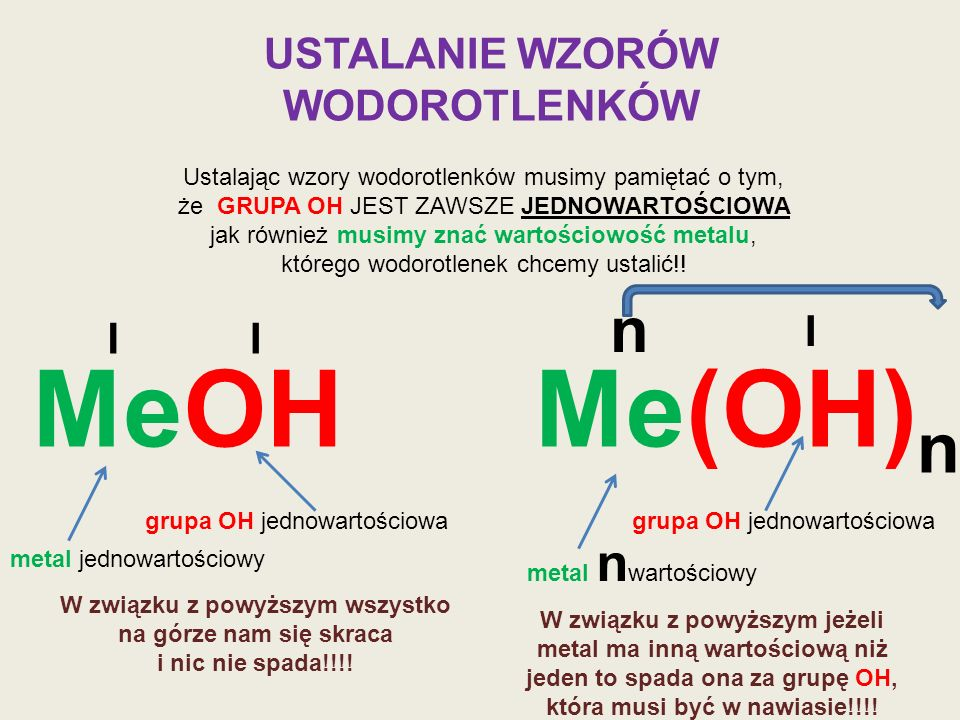 USTALANIE WZORÓW
WODOROTLENKÓW
Ustalając wzory wodorotlenków musimy pamiętać o tym,
że GRUPA OH JEST ZAWSZE JEDNOWARTOŚCIOWA
jak również musimy znać wartościowość metalu,
którego wodorotlenek chcemy ustalić!!
I I
MeOH
grupa OH jednowartościowa
metal jednowartościowy
W związku z powyższym wszystko
na górze nam się skraca
i nic nie spada!!!!
n I
Me(OH)n
grupa OH jednowartościowa
metal nwartościowy
W związku z powyższym jeżeli
metal ma inną wartościową niż
jeden to spada ona za grupę OH,
która musi być w nawiasie!!!!